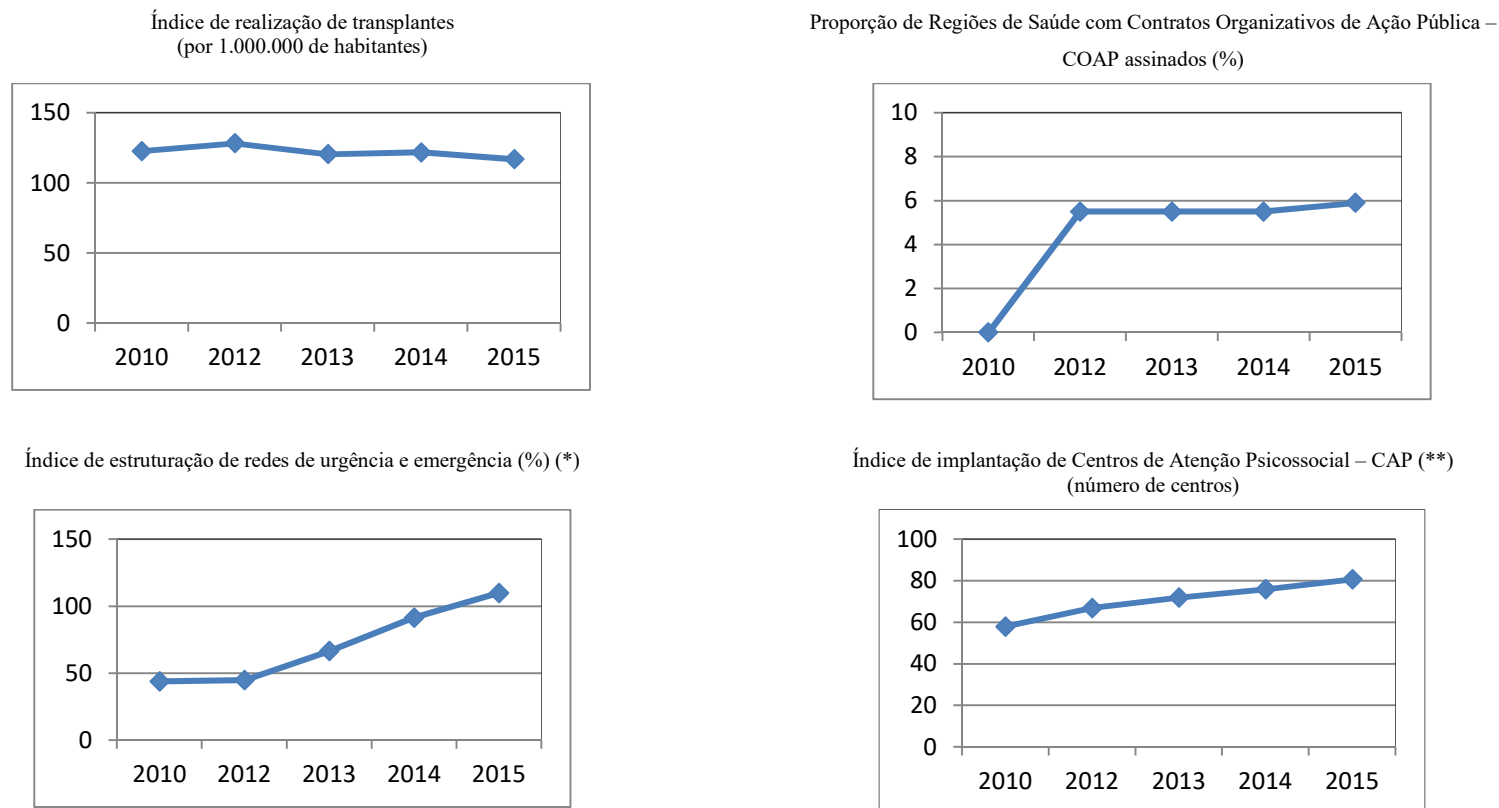 Índice de realização de transplantes
(por 1.000.000 de habitantes)
150
100
50
0
2010 2012 2013 2014 2015
Proporção de Regiões de Saúde com Contratos Organizativos de Ação Pública –
COAP assinados (%)
10
8
6
4
2
0
2010 2012 2013 2014 2015
Índice de estruturação de redes de urgência e emergência (%) (*)
150
100
50
0
2010 2012 2013 2014 2015
Índice de implantação de Centros de Atenção Psicossocial – CAP (**)
(número de centros)
100
80
60
40
20
0
2010 2012 2013 2014 2015